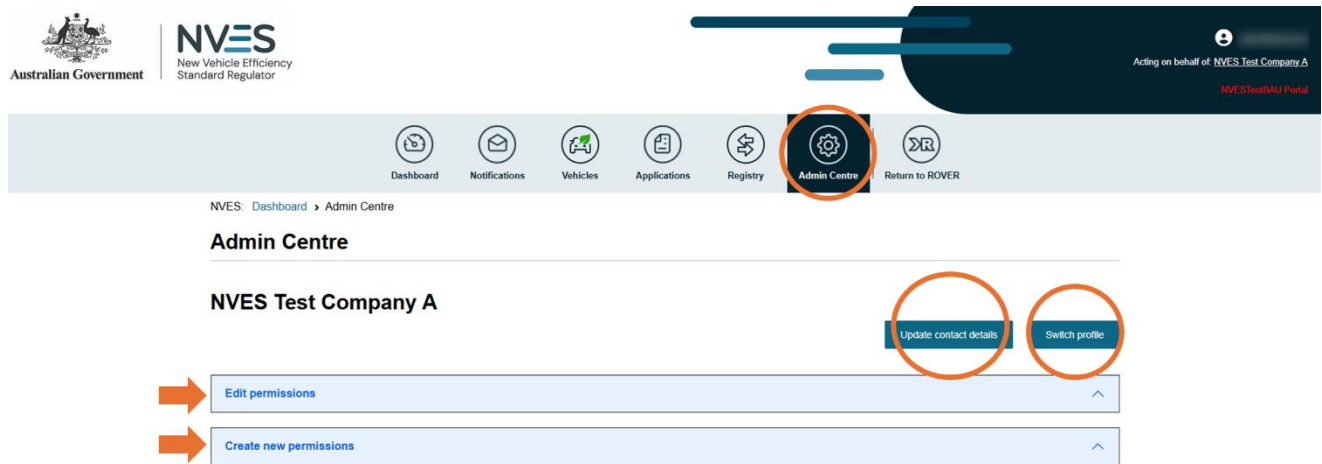 Australian Government
NVES
New Vehicle Efficiency
Standard Regulator
Acting on behalf of: NVES Test Company A
NVESTestBAU Portal
Dashboard
Notifications
Vehicles
Applications
Registry
Admin Centre
Return to ROVER
NVES: Dashboard > Admin Centre
Admin Centre
NVES Test Company A
Update contact details
Switch profile
Edit permissions
Create new permissions